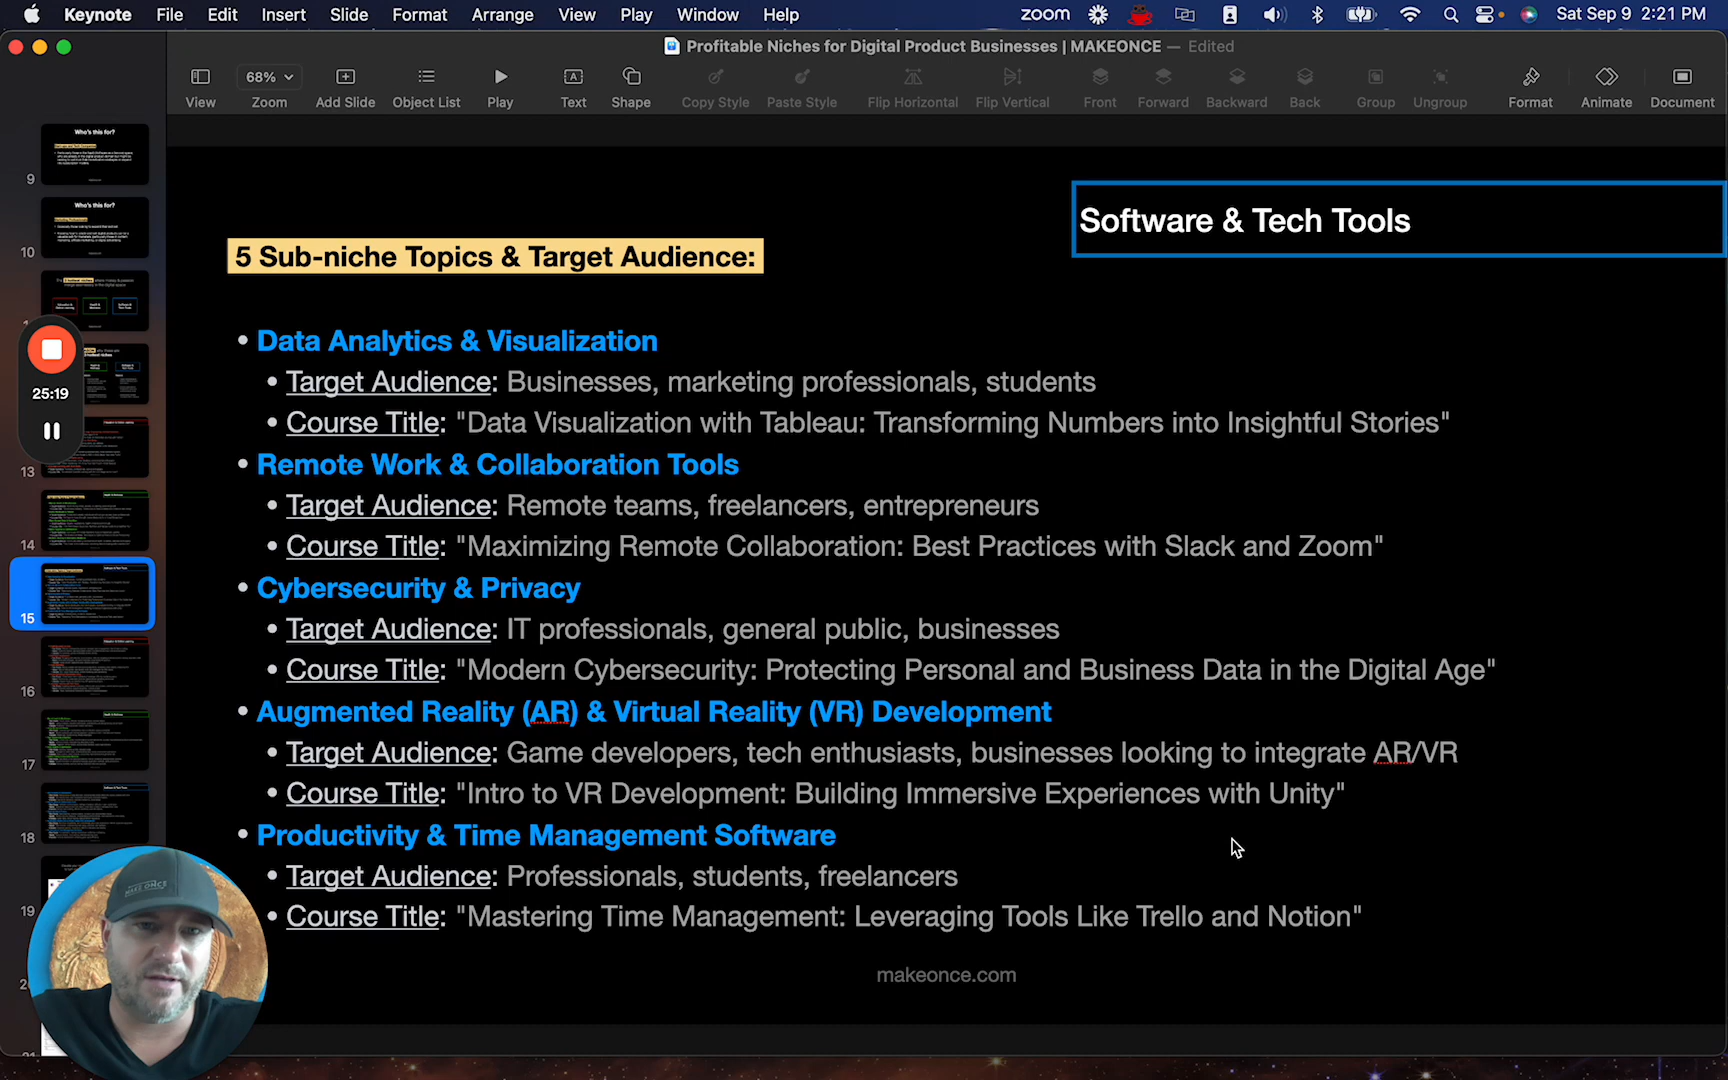 Keynote File Edit Insert Slide Format Arrange View Play Window Help zoom Sat Sep 9 2:21 PM
Profitable Niches for Digital Product Businesses | MAKEONCE — Edited
68%
View Zoom Add Slide Object List Play Text Shape Copy Style Paste Style Flip Horizontal Flip Vertical Front Forward Backward Back Group Ungroup Format Animate Document
Who's this for?
9
Who's this for?
10
25:19
13
14
15
16
17
18
19
Software & Tech Tools
5 Sub-niche Topics & Target Audience:
• Data Analytics & Visualization
• Target Audience: Businesses, marketing professionals, students
• Course Title: "Data Visualization with Tableau: Transforming Numbers into Insightful Stories"
• Remote Work & Collaboration Tools
• Target Audience: Remote teams, freelancers, entrepreneurs
• Course Title: "Maximizing Remote Collaboration: Best Practices with Slack and Zoom"
• Cybersecurity & Privacy
• Target Audience: IT professionals, general public, businesses
• Course Title: "Modern Cybersecurity: Protecting Personal and Business Data in the Digital Age"
• Augmented Reality (AR) & Virtual Reality (VR) Development
• Target Audience: Game developers, tech enthusiasts, businesses looking to integrate AR/VR
• Course Title: "Intro to VR Development: Building Immersive Experiences with Unity"
• Productivity & Time Management Software
• Target Audience: Professionals, students, freelancers
• Course Title: "Mastering Time Management: Leveraging Tools Like Trello and Notion"
makeonce.com
MAKE ONCE